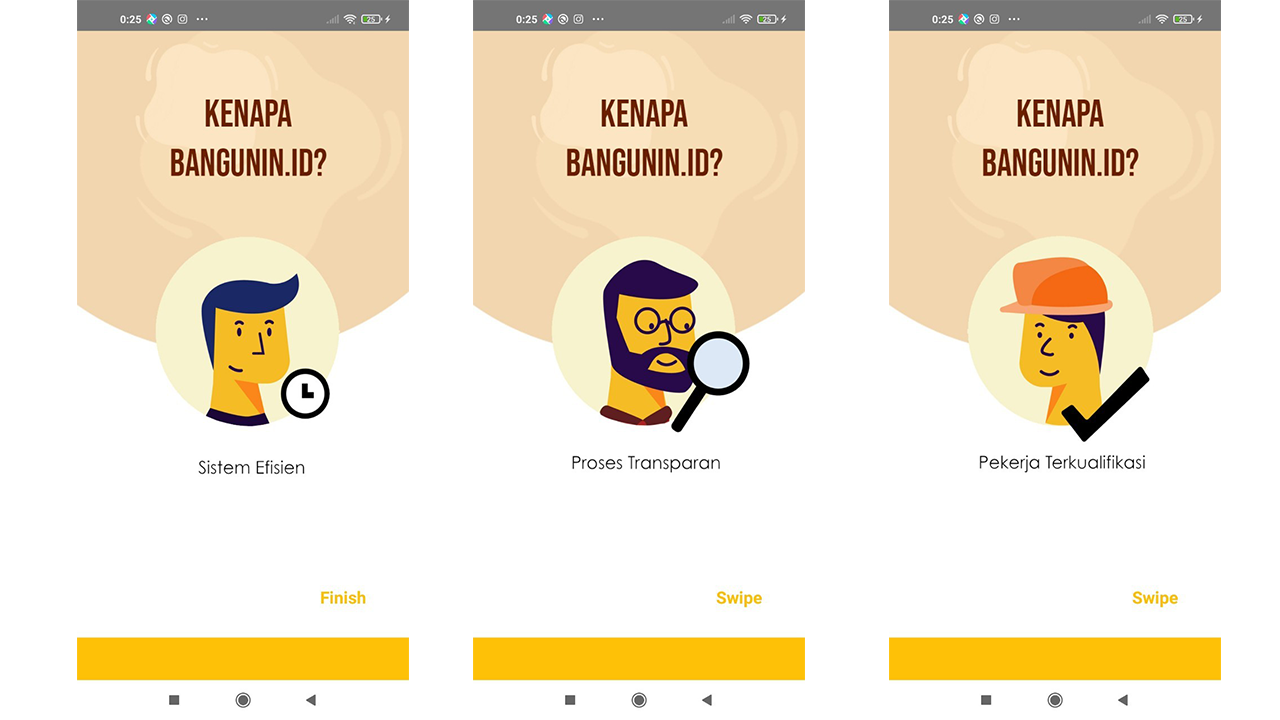 0:25
25
KENAPA
BANGUNIN.ID?
Sistem Efisien
Finish
0:25
25
KENAPA
BANGUNIN.ID?
Proses Transparan
Swipe
0:25
25
KENAPA
BANGUNIN.ID?
Pekerja Terkualifikasi
Swipe